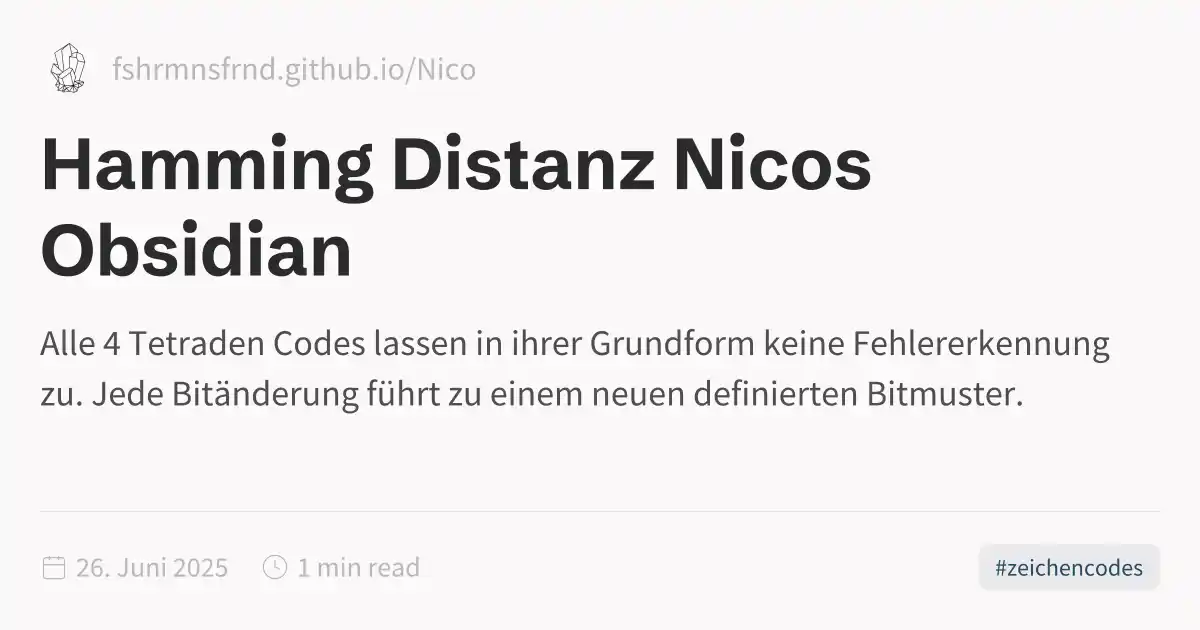 fshrmnsfrnd.github.io/Nico
Hamming Distanz Nicos
Obsidian
Alle 4 Tetraden Codes lassen in ihrer Grundform keine Fehlererkennung
zu. Jede Bitänderung führt zu einem neuen definierten Bitmuster.
26. Juni 2025 1 min read #zeichencodes